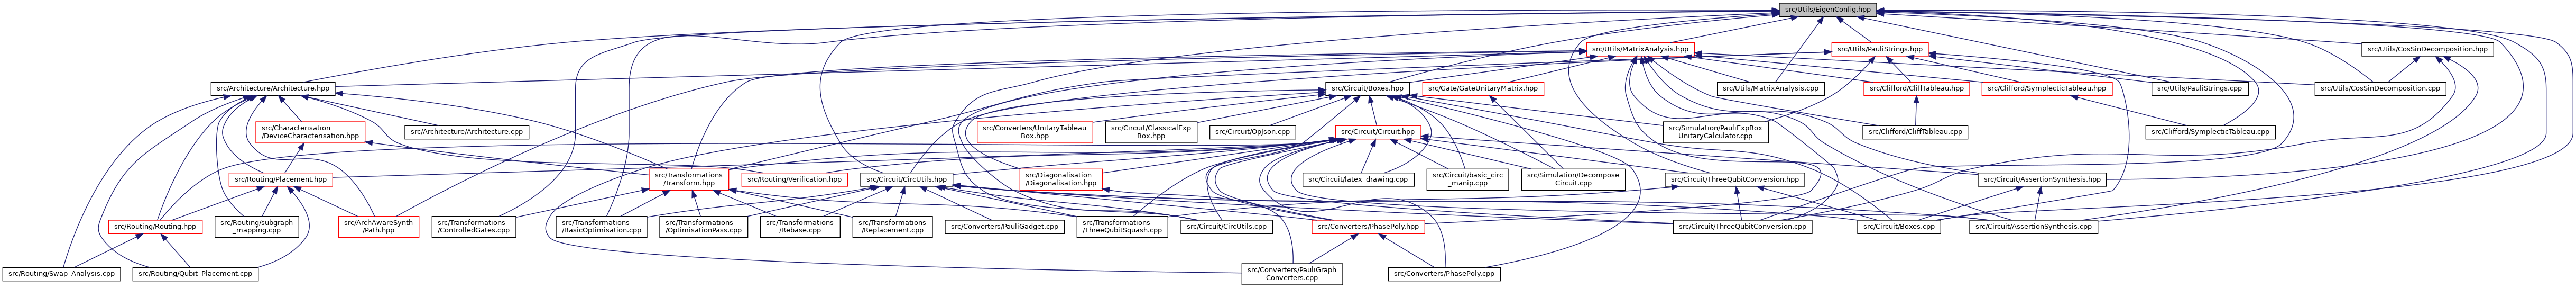 src/Utils/EigenConfig.hpp
src/Utils/MatrixAnalysis.hpp
src/Utils/PauliStrings.hpp
src/Utils/CosSinDecomposition.hpp
src/Architecture/Architecture.hpp
src/Circuit/Boxes.hpp
src/Gate/GateUnitaryMatrix.hpp
src/Utils/MatrixAnalysis.cpp
src/Clifford/CliffTableau.hpp
src/Clifford/SymplecticTableau.hpp
src/Utils/PauliStrings.cpp
src/Utils/CosSinDecomposition.cpp
src/Characterisation
/DeviceCharacterisation.hpp
src/Architecture/Architecture.cpp
src/Converters/UnitaryTableau
Box.hpp
src/Circuit/ClassicalExp
Box.hpp
src/Circuit/OpJson.cpp
src/Circuit/Circuit.hpp
src/Simulation/PauliExpBox
UnitaryCalculator.cpp
src/Clifford/CliffTableau.cpp
src/Clifford/SymplecticTableau.cpp
src/Routing/Placement.hpp
src/Transformations
/Transform.hpp
src/Routing/Verification.hpp
src/Circuit/CircUtils.hpp
src/Diagonalisation
/Diagonalisation.hpp
src/Circuit/latex_drawing.cpp
src/Circuit/basic_circ
_manip.cpp
src/Simulation/Decompose
Circuit.cpp
src/Circuit/ThreeQubitConversion.hpp
src/Circuit/AssertionSynthesis.hpp
src/Routing/Routing.hpp
src/Routing/subgraph
_mapping.cpp
src/ArchAwareSynth
/Path.hpp
src/Transformations
/ControlledGates.cpp
src/Transformations
/BasicOptimisation.cpp
src/Transformations
/OptimisationPass.cpp
src/Transformations
/Rebase.cpp
src/Transformations
/Replacement.cpp
src/Converters/PauliGadget.cpp
src/Transformations
/ThreeQubitSquash.cpp
src/Circuit/CircUtils.cpp
src/Converters/PhasePoly.hpp
src/Circuit/ThreeQubitConversion.cpp
src/Circuit/Boxes.cpp
src/Circuit/AssertionSynthesis.cpp
src/Routing/Swap_Analysis.cpp
src/Routing/Qubit_Placement.cpp
src/Converters/PauliGraph
Converters.cpp
src/Converters/PhasePoly.cpp